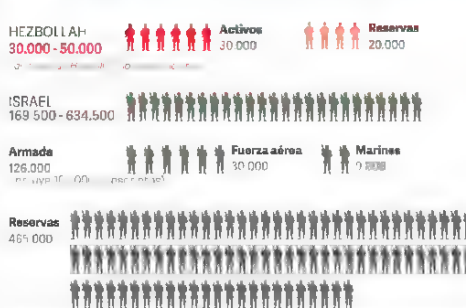 HEZBOLLAH
30.000 - 50.000
Activos
30.000
Reservas
20.000
ISRAEL
169.500 - 634.500
Armada
126.000
Fuerza aérea
30.000
Marines
Reservas
465.000